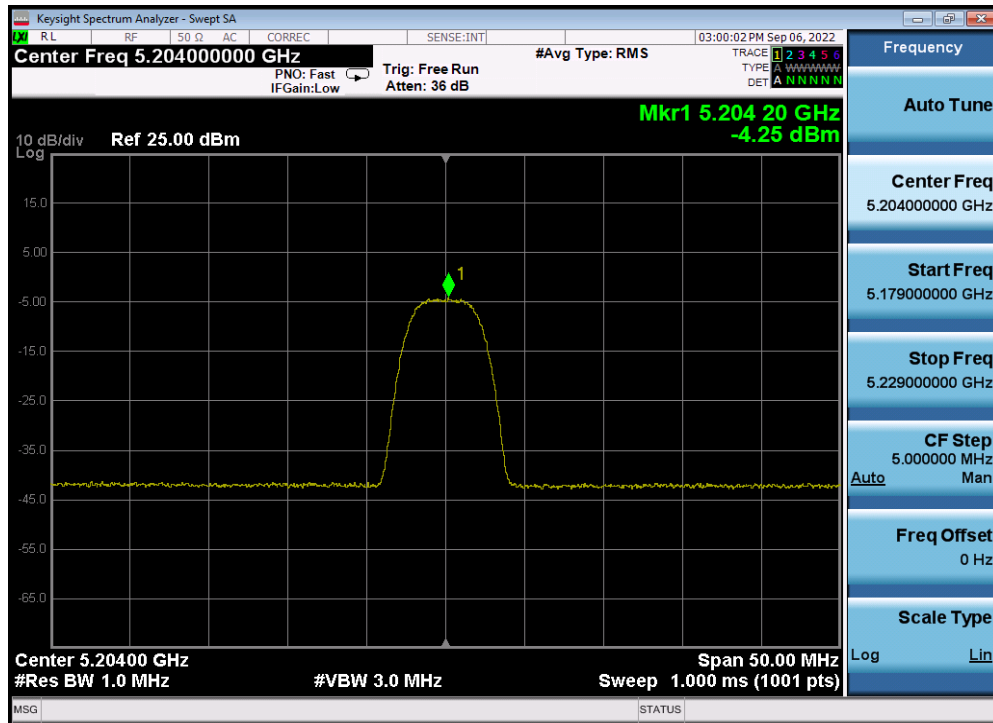 Keysight Spectrum Analyzer - Swept SA
LXI RL RF 50 Ω AC CORREC SENSE:INT 03:00:02 PM Sep 06, 2022
Center Freq 5.204000000 GHz #Avg Type: RMS TRACE 1 2 3 4 5 6
PNO: Fast Trig: Free Run TYPE A WWWWW
IFGain:Low Atten: 36 dB DET A N N N N N
Mkr1 5.204 20 GHz
-4.25 dBm
10 dB/div Ref 25.00 dBm
Log
15.0
5.00
1
-5.00
-15.0
-25.0
-35.0
-45.0
-55.0
-65.0
Center 5.20400 GHz Span 50.00 MHz
#Res BW 1.0 MHz #VBW 3.0 MHz Sweep 1.000 ms (1001 pts)
MSG STATUS
Frequency
Auto Tune
Center Freq
5.204000000 GHz
Start Freq
5.179000000 GHz
Stop Freq
5.229000000 GHz
CF Step
5.000000 MHz
Auto Man
Freq Offset
0 Hz
Scale Type
Log Lin